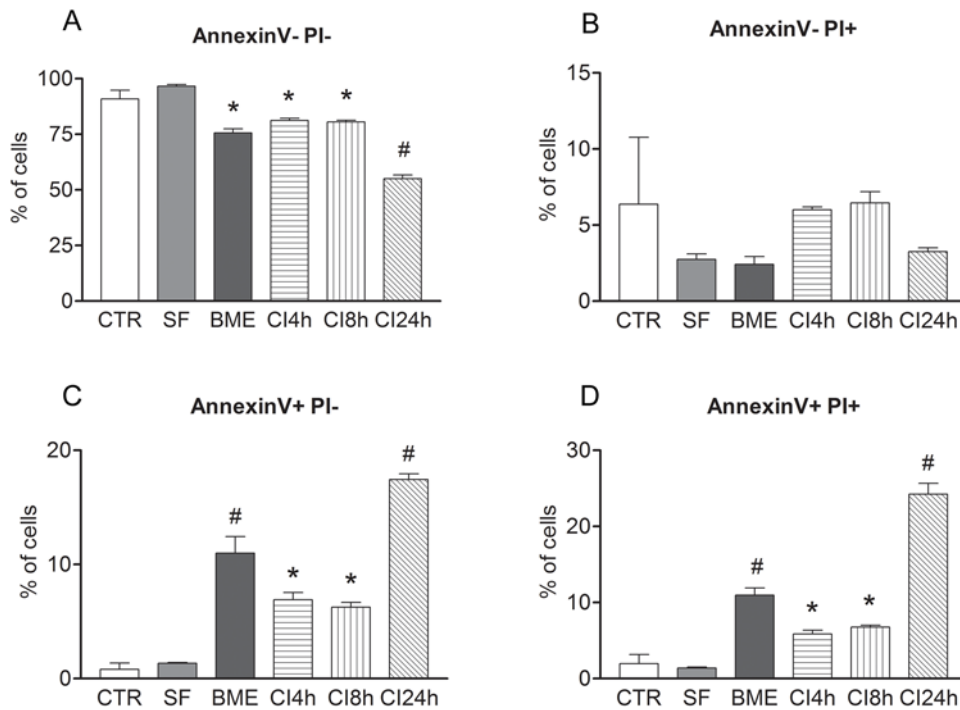 A
AnnexinV- PI-
% of cells
100
75
50
25
0
* * * #
CTR SF BME CI4h CI8h CI24h
B
AnnexinV- PI+
% of cells
15
10
5
0
CTR SF BME CI4h CI8h CI24h
C
AnnexinV+ PI-
% of cells
20
10
0
# * * #
CTR SF BME CI4h CI8h CI24h
D
AnnexinV+ PI+
% of cells
30
20
10
0
# * * #
CTR SF BME CI4h CI8h CI24h